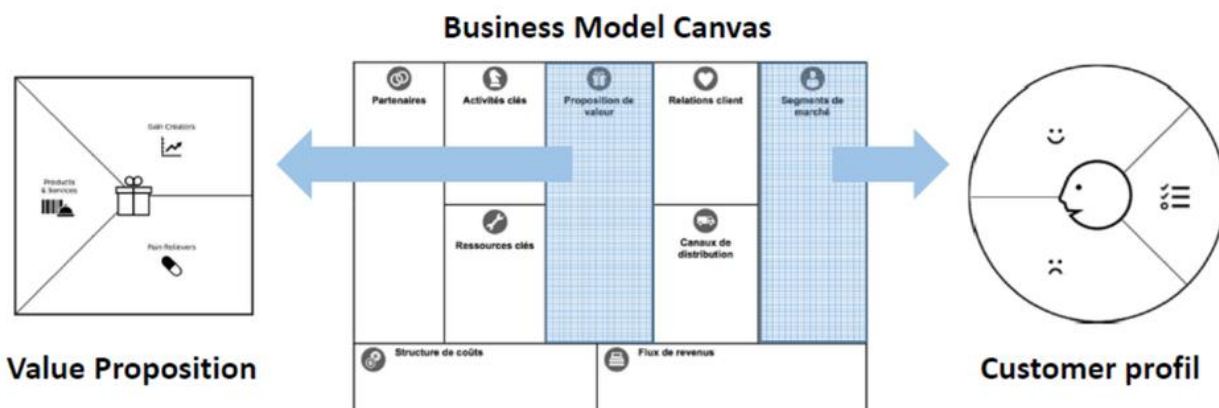 Business Model Canvas
Gain Creators
Products
& Services
Pain Relievers
Value Proposition
Partenaires
Activités clés
Proposition de
valeur
Relations client
Segments de
marché
Ressources clés
Canaux de
distribution
Structure de coûts
Flux de revenus
Customer profil